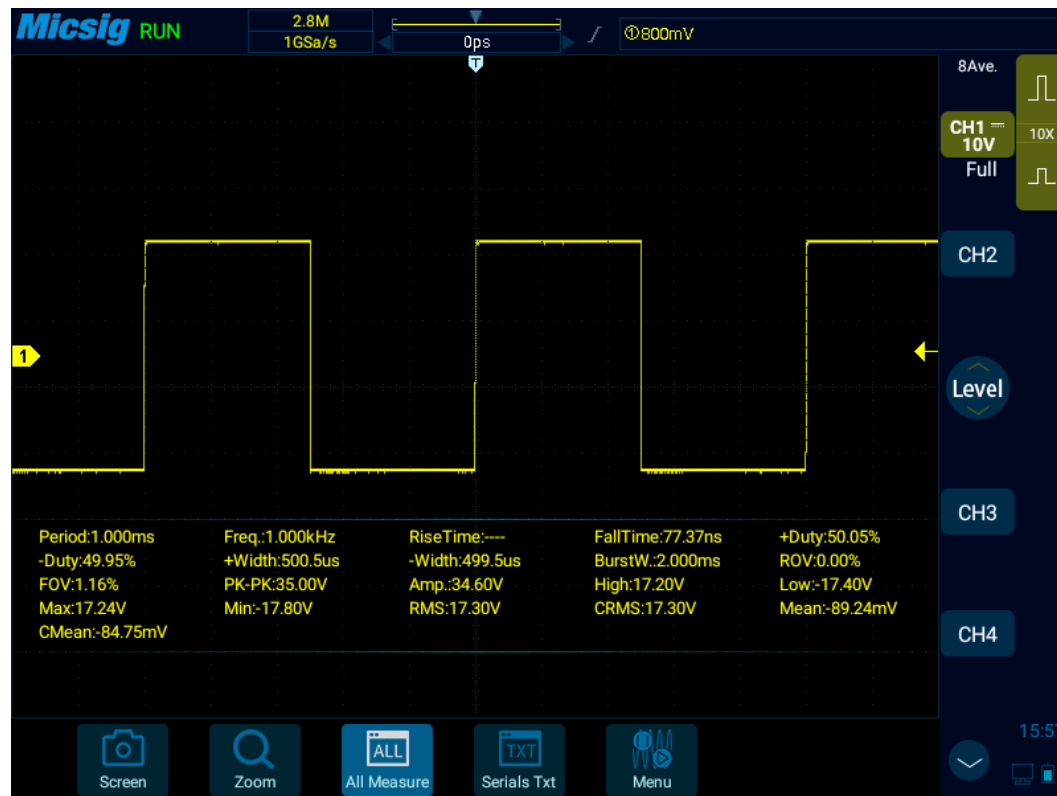 Micsig RUN 2.8M 1GSa/s 0ps ①800mV
T
8Ave.
CH1 10V 10X
Full
CH2
1
Level
CH3
Period:1.000ms Freq.:1.000kHz RiseTime:---- FallTime:77.37ns +Duty:50.05%
-Duty:49.95% +Width:500.5us -Width:499.5us BurstW.:2.000ms ROV:0.00%
FOV:1.16% PK-PK:35.00V Amp.:34.60V High:17.20V Low:-17.40V
Max:17.24V Min:-17.80V RMS:17.30V CRMS:17.30V Mean:-89.24mV
CMean:-84.75mV
CH4
ALL TXT
Screen Zoom All Measure Serials Txt Menu